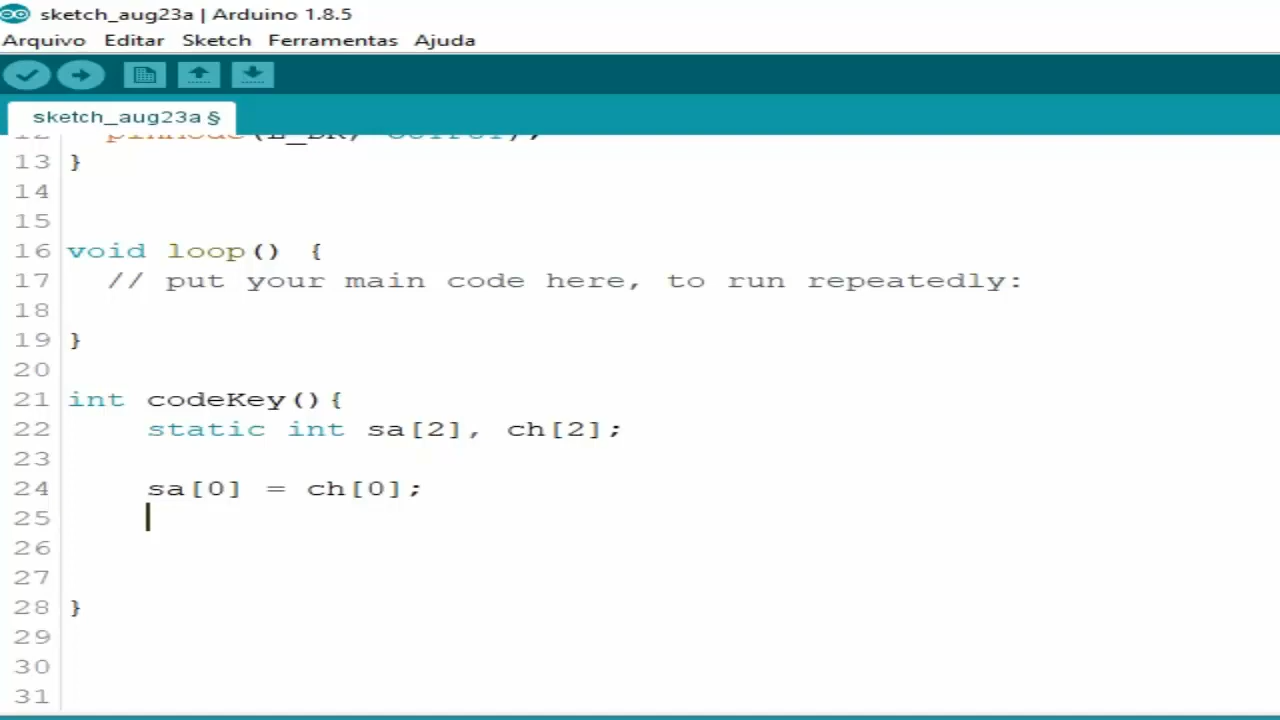 sketch_aug23a | Arduino 1.8.5
Arquivo Editar Sketch Ferramentas Ajuda
sketch_aug23a §
13 }
14
15
16 void loop() {
17 // put your main code here, to run repeatedly:
18
19 }
20
21 int codeKey(){
22 static int sa[2], ch[2];
23
24 sa[0] = ch[0];
25
26
27
28 }
29
30
31